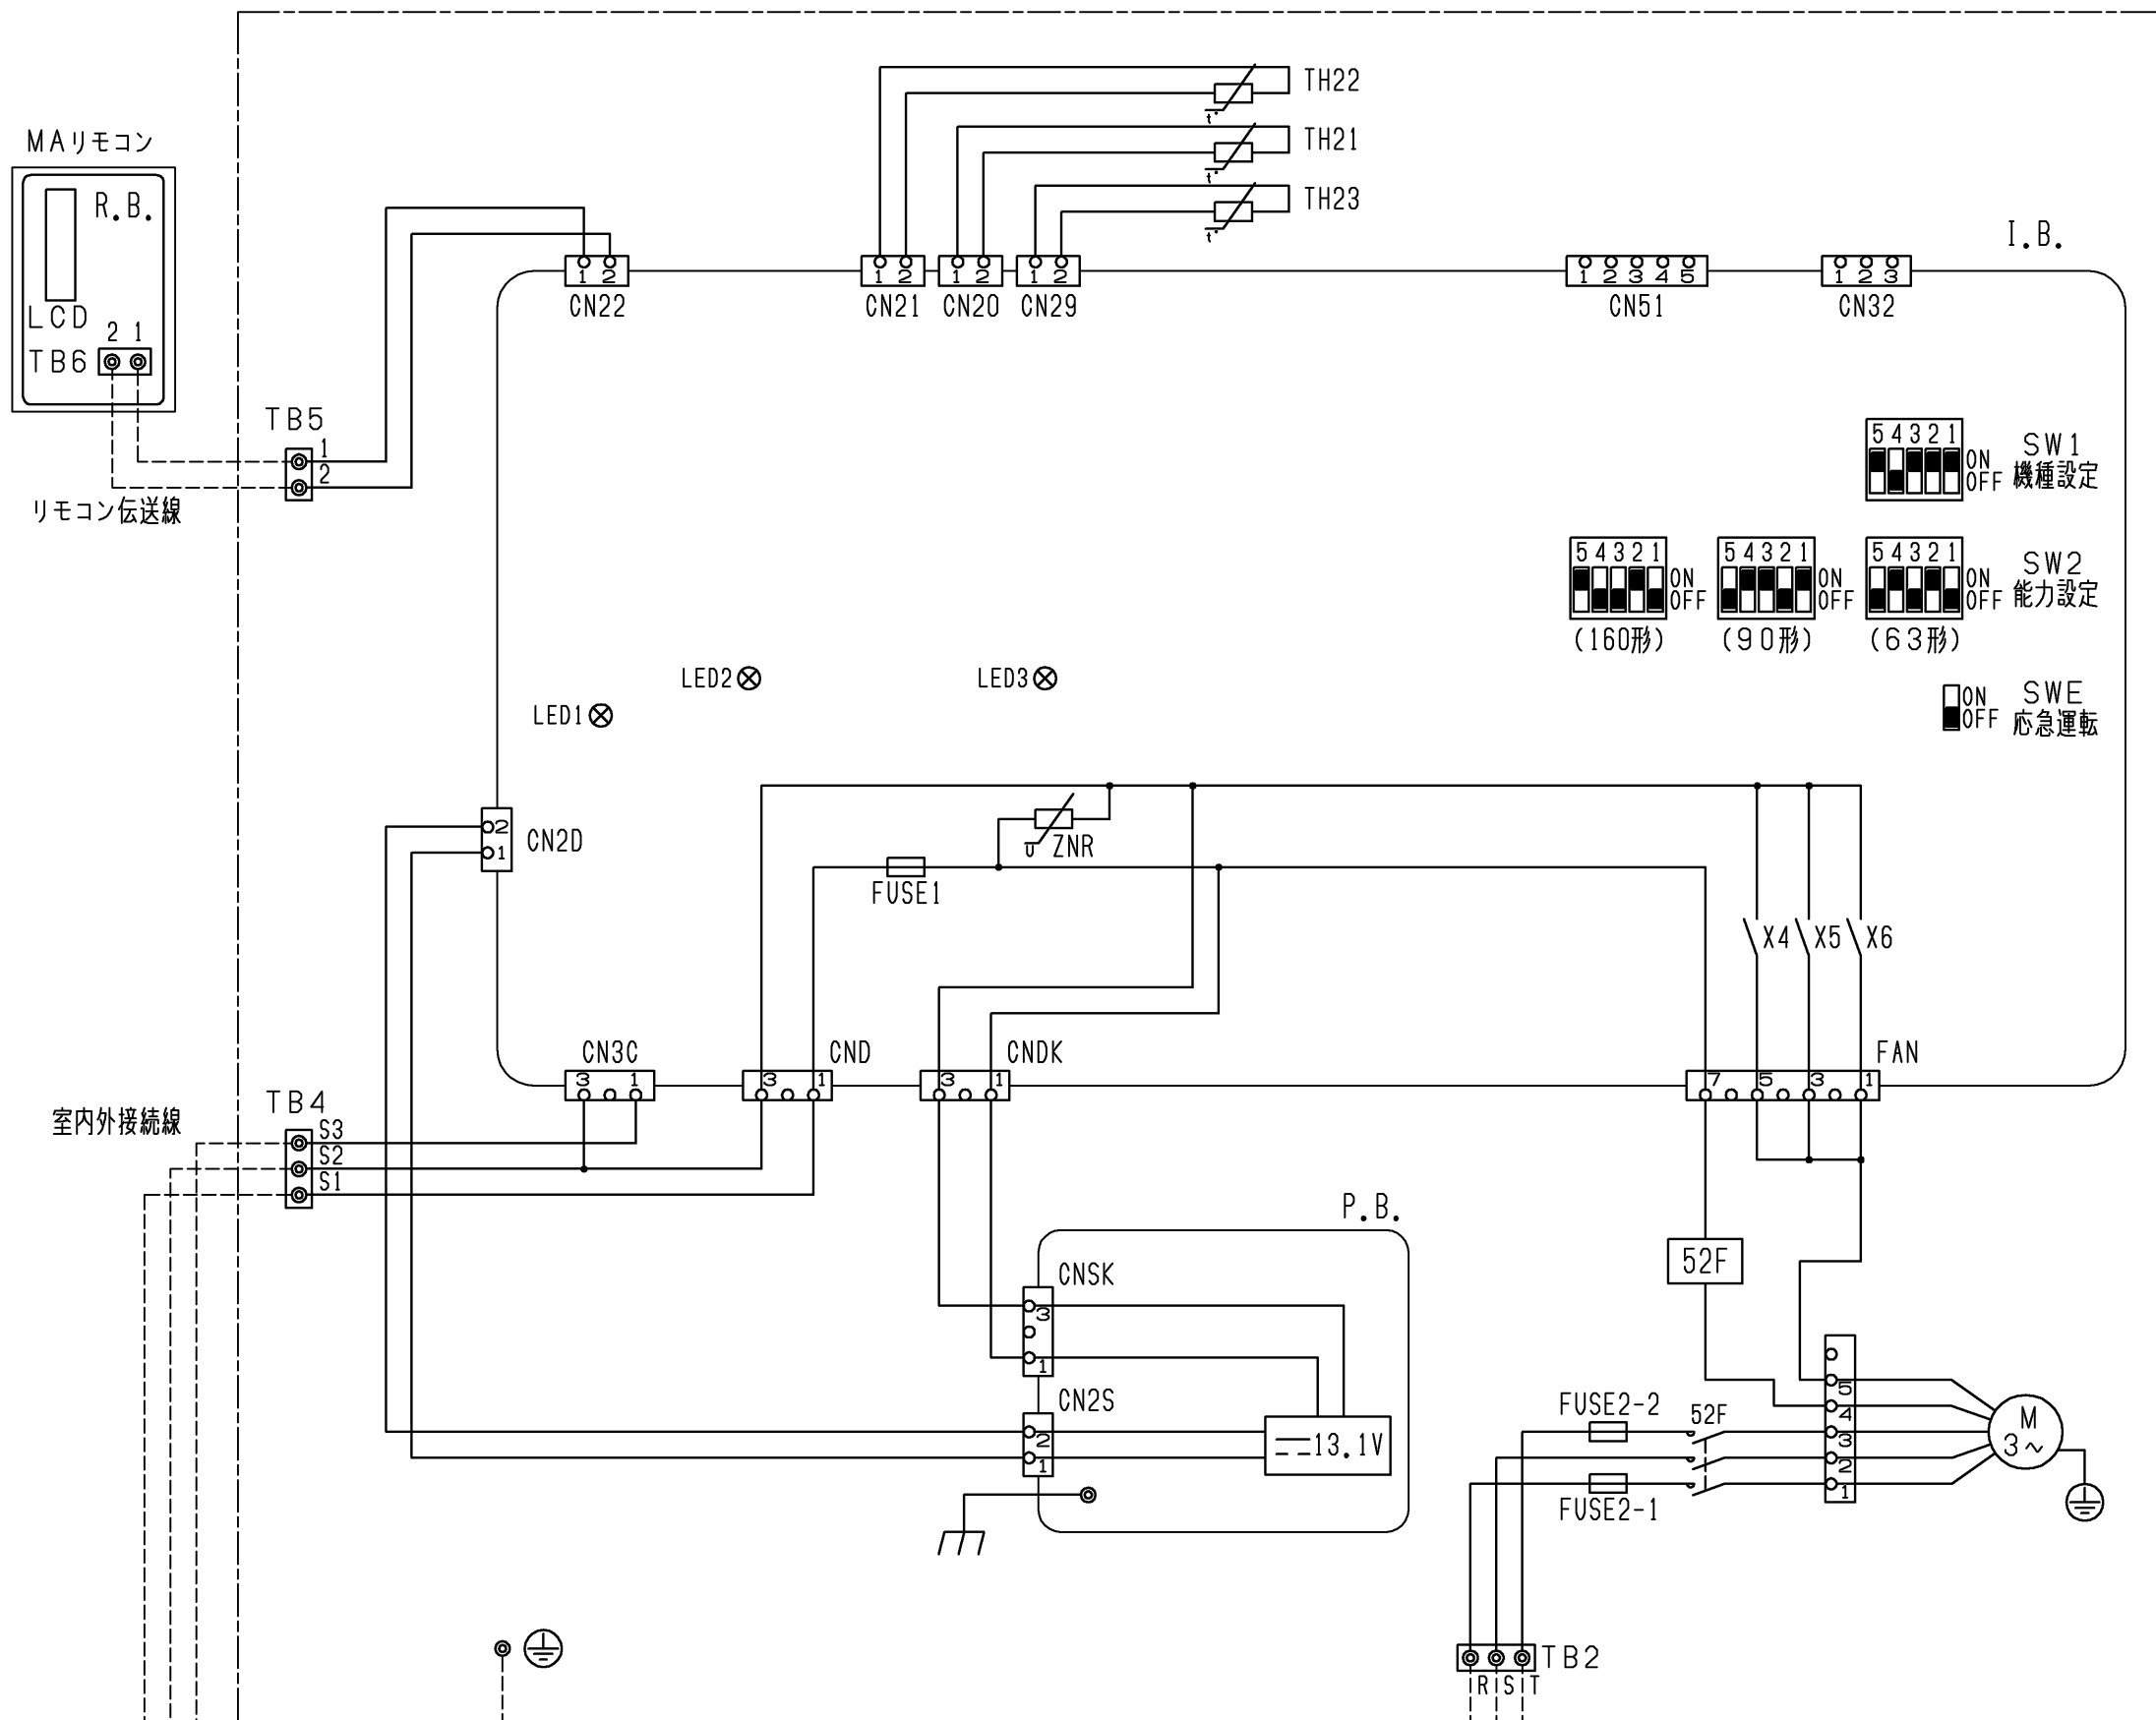 TH22
TH21
TH23
MAリモコン
R.B.
LCD
2 1
TB6
TB5
1
2
リモコン伝送線
I.B.
1 2
CN22
1 2
CN21
1 2
CN20
1 2
CN29
1 2 3 4 5
CN51
1 2 3
CN32
5 4 3 2 1
ON
OFF
SW1
機種設定
5 4 3 2 1
ON
OFF
(160形)
5 4 3 2 1
ON
OFF
(90形)
5 4 3 2 1
ON
OFF
(63形)
SW2
能力設定
ON
OFF
SWE
応急運転
LED2
LED3
LED1
2
1
CN2D
U ZNR
FUSE1
X4
X5
X6
CN3C
3 1
CND
3 1
CNDK
3 1
FAN
7 5 3 1
室内外接続線
TB4
S3
S2
S1
P.B.
CNSK
3
1
CN2S
2
1
13.1V
52F
FUSE2-2
52F
FUSE2-1
5
4
3
2
1
M
3~
TB2
R S T